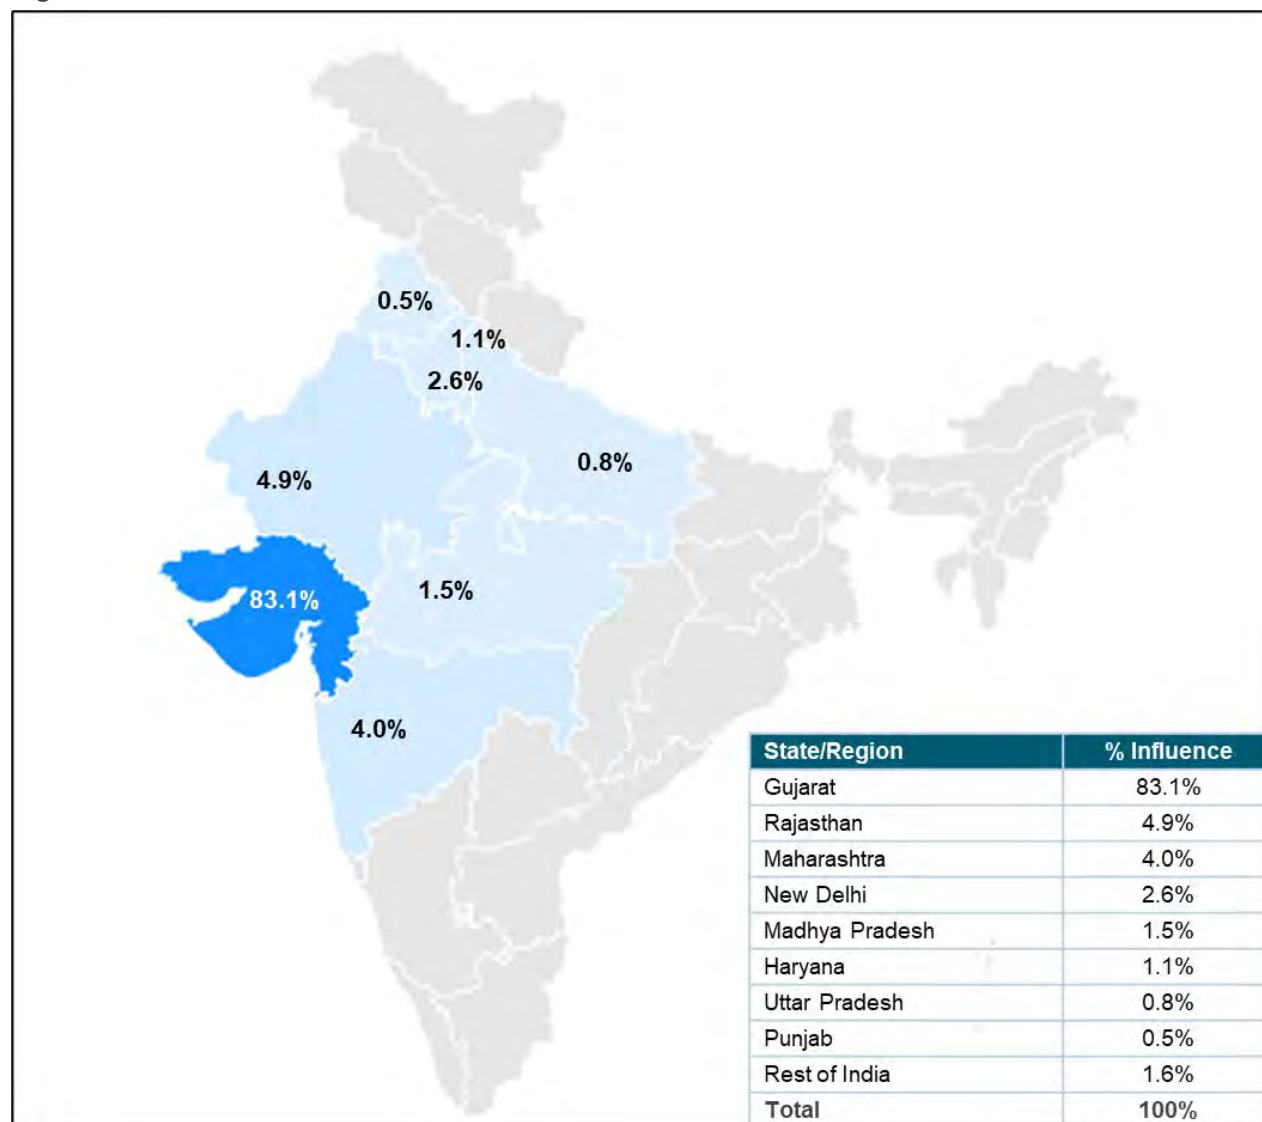 0.5%
1.1%
2.6%
0.8%
4.9%
1.5%
83.1%
4.0%
State/Region % Influence
Gujarat 83.1%
Rajasthan 4.9%
Maharashtra 4.0%
New Delhi 2.6%
Madhya Pradesh 1.5%
Haryana 1.1%
Uttar Pradesh 0.8%
Punjab 0.5%
Rest of India 1.6%
Total 100%